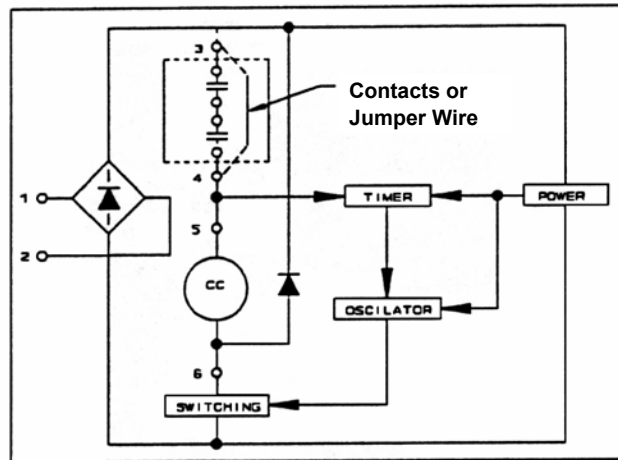 3
Contacts or
Jumper Wire
4
1
TIMER
POWER
5
2
CC
OSCILATOR
6
SWITCHING